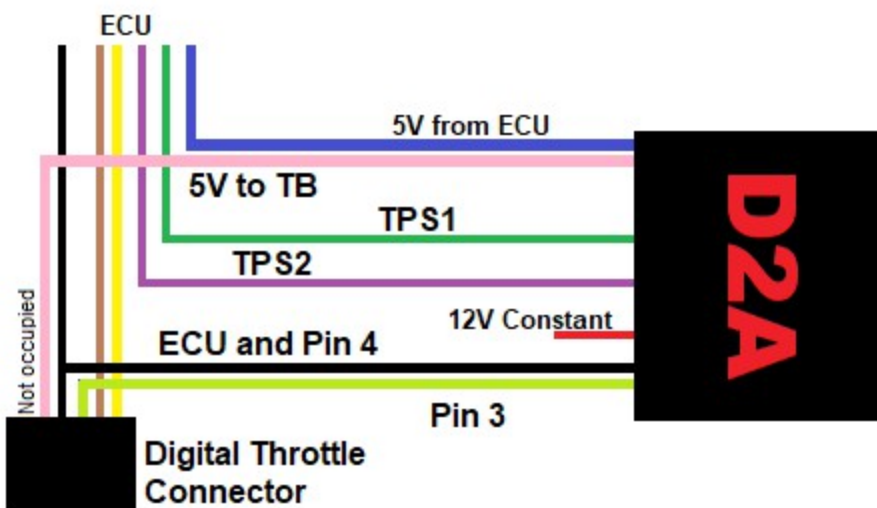 ECU
5V from ECU
5V to TB
TPS1
TPS2
12V Constant
ECU and Pin 4
Not occupied
Pin 3
D2A
Digital Throttle
Connector